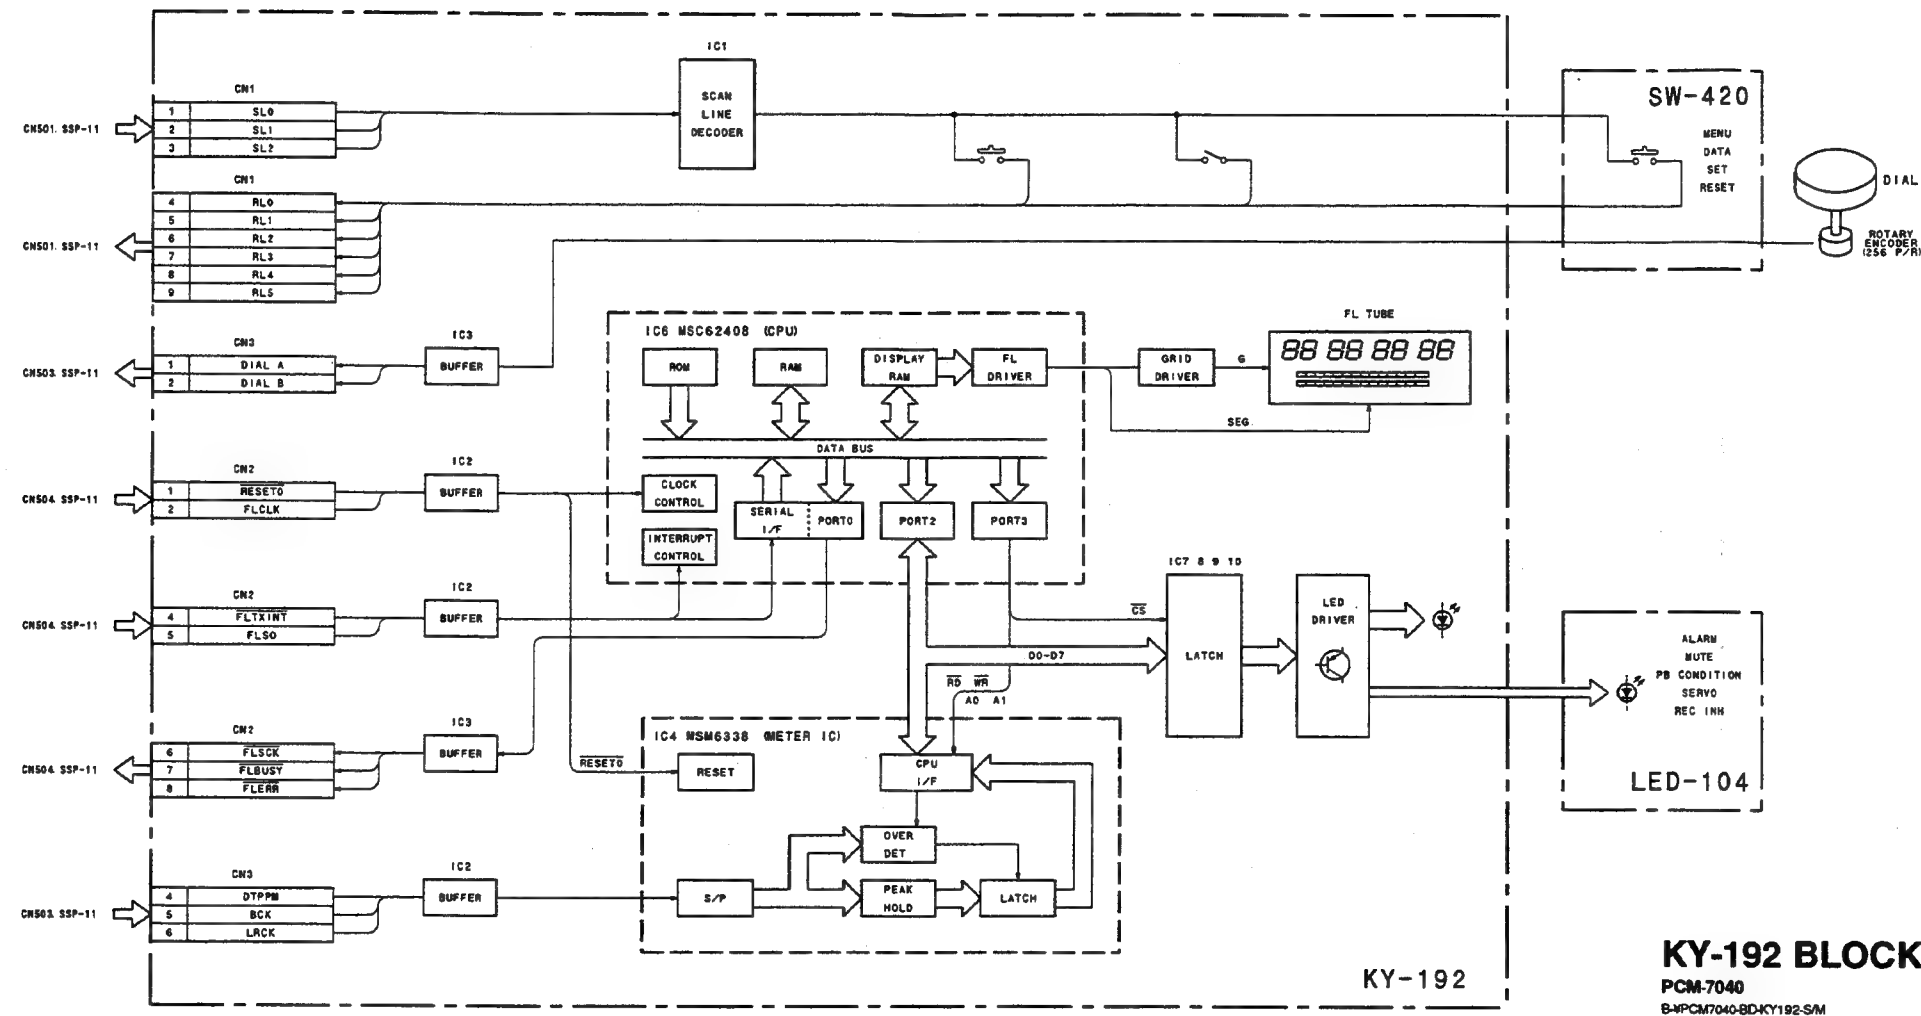 IC1
SCAN
LINE
DECODER
CN1
CN501. SSP-11
1 SL0
2 SL1
3 SL2
CN1
CN501. SSP-11
4 RL0
5 RL1
6 RL2
7 RL3
8 RL4
9 RL5
SW-420
MENU
DATA
SET
RESET
DIAL
ROTARY
ENCODER
(256 P/R)
CN3
CN503. SSP-11
1 DIAL A
2 DIAL B
IC3
BUFFER
IC6 MSC62408 (CPU)
ROM
RAM
DISPLAY
RAM
FL
DRIVER
GRID
DRIVER
G
SEG
FL TUBE
88 88 88 88
DATA BUS
CLOCK
CONTROL
INTERRUPT
CONTROL
SERIAL
I/F
PORT0
PORT2
PORT3
CN2
CN504. SSP-11
1 RESET0
2 FLCLK
IC2
BUFFER
CN2
CN504. SSP-11
4 FLTXINT
5 FLSO
IC2
BUFFER
CN2
CN504. SSP-11
6 FLSCK
7 FLBUSY
8 FLERR
IC3
BUFFER
RESET0
CS
D0-D7
RD WR
A0 A1
IC7 8 9 10
LATCH
LED
DRIVER
ALARM
MUTE
PB CONDITION
SERVO
REC INH
LED-104
IC4 MSM6338 (METER IC)
RESET
CPU
I/F
OVER
DET
S/P
PEAK
HOLD
LATCH
CN3
CN503. SSP-11
4 DTPPM
5 BCK
6 LRCK
IC2
BUFFER
KY-192
KY-192 BLOCK
PCM-7040
B-¥PCM7040-BD-KY192-S/M